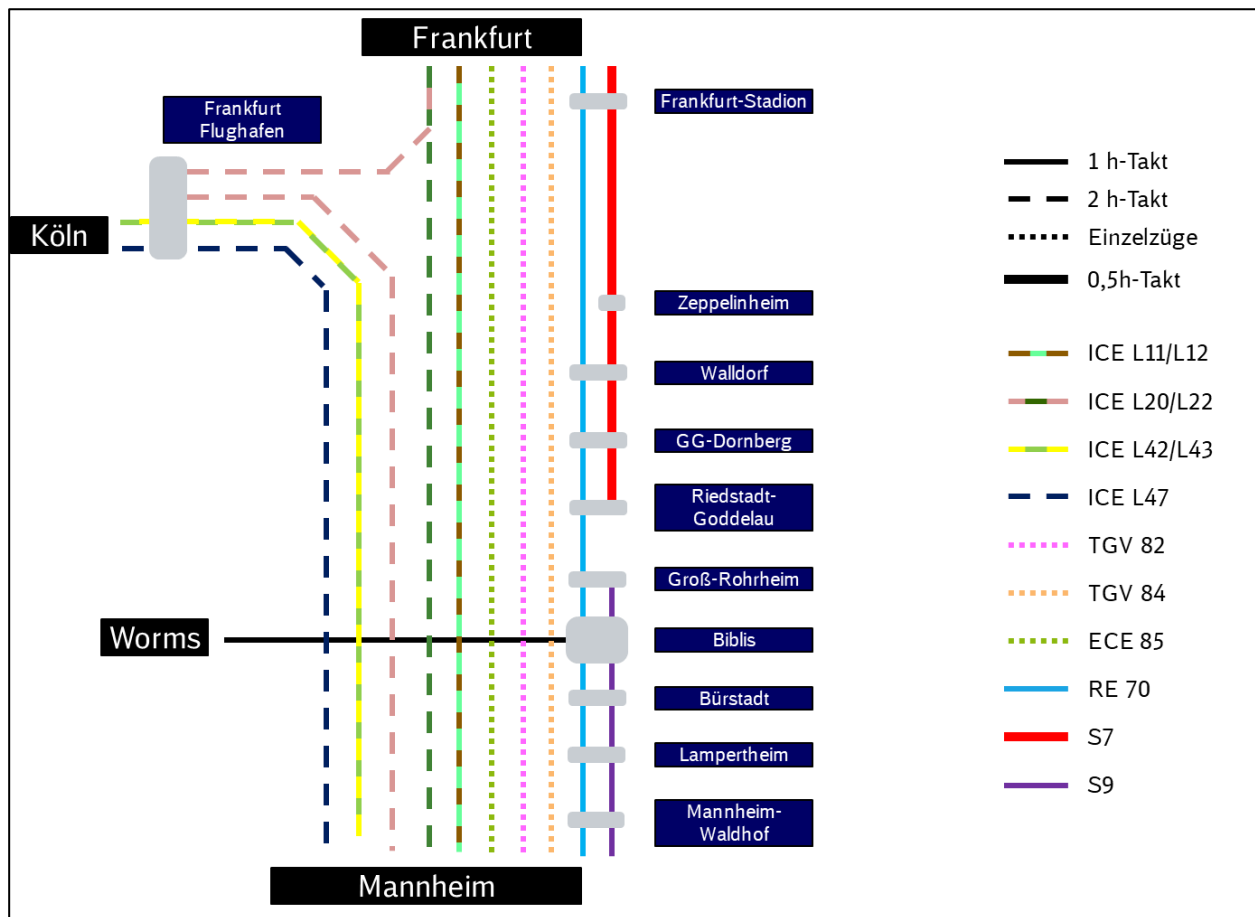 Frankfurt
Frankfurt
Flughafen
Frankfurt-Stadion
1 h-Takt
2 h-Takt
Köln
Einzelzüge
0,5h-Takt
Zeppelinheim
ICE L11/L12
Walldorf
ICE L20/L22
GG-Dornberg
ICE L42/L43
Riedstadt-
Goddelau
ICE L47
TGV 82
Groß-Rohrheim
TGV 84
Worms
Biblis
ECE 85
Bürstadt
RE 70
S7
Lampertheim
S9
Mannheim-
Waldhof
Mannheim